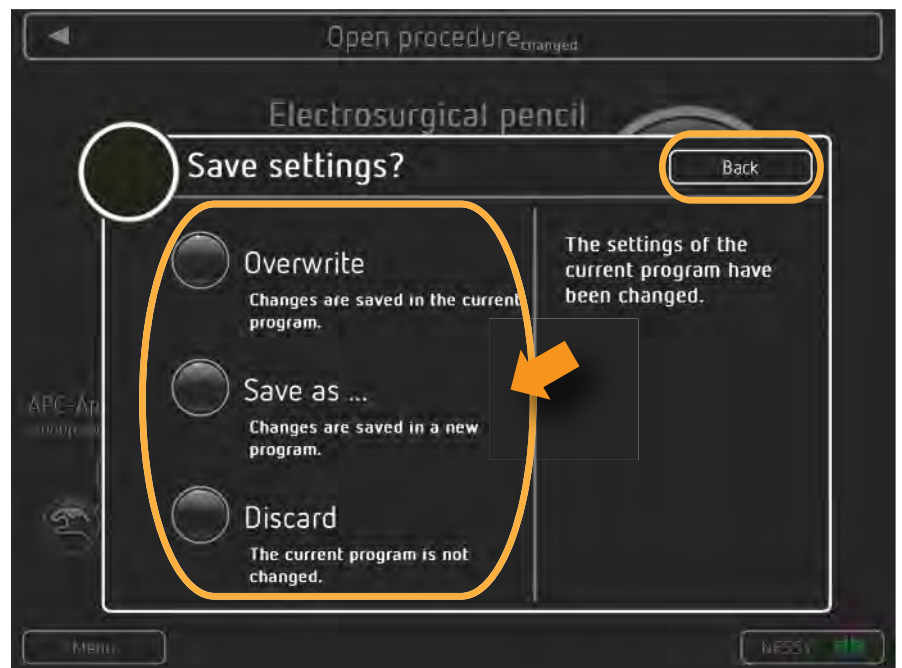 Open procedure changed
Electrosurgical pencil
Save settings?
Back
Overwrite
Changes are saved in the current
program.
Save as ...
Changes are saved in a new
program.
Discard
The current program is not
changed.
The settings of the
current program have
been changed.
APC-Ap
Menu
NESSY